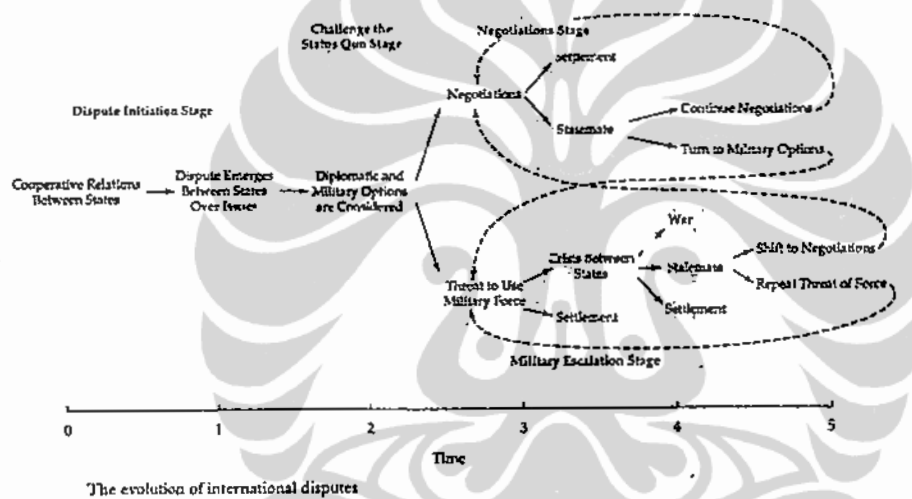 Challenge the
Status Quo Stage
Negotiations Stage
Settlement
Negotiations
Continue Negotiations
Dispute Initiation Stage
Stalemate
Turn to Military Options
Cooperative Relations
Between States
Dispute Emerges
Between States
Over Issues
Diplomatic and
Military Options
are Considered
War
Crisis Between
States
Stalemate
Shift to Negotiations
Threat to Use
Military Force
Repeat Threat of Force
Settlement
Settlement
Military Escalation Stage
0 1 2 3 4 5
Time
The evolution of international disputes